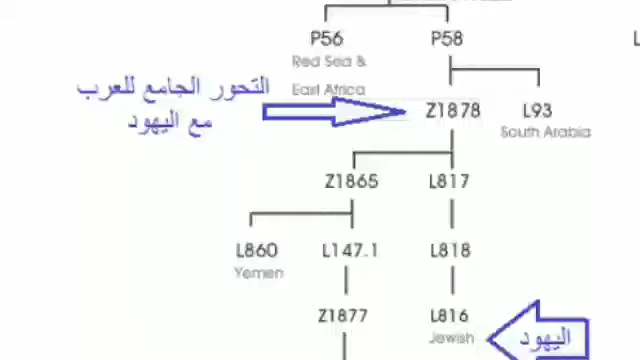 P56 P58
Red Sea &
East Africa
التحور الجامع للعرب
مع اليهود
Z1878 L93
South Arabia
Z1865 L817
L860 L147.1 L818
Yemen
Z1877 L816
Jewish
اليهود